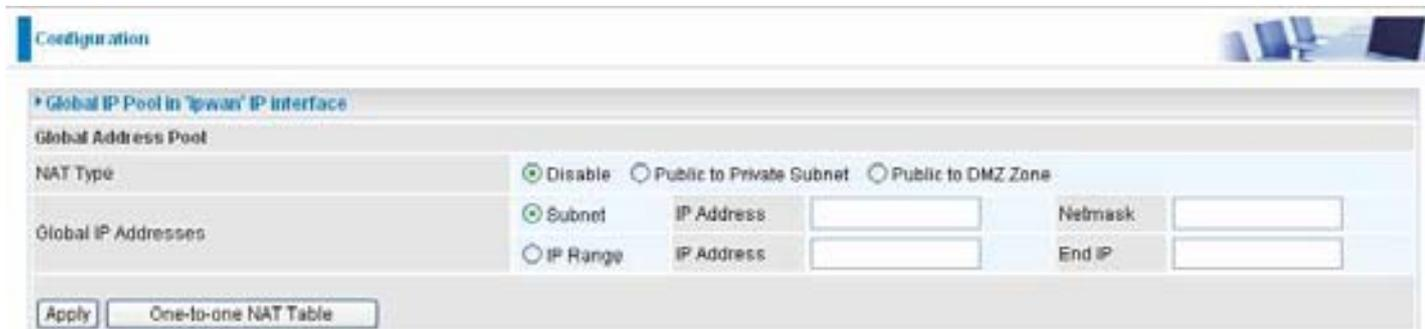 Configuration
Global IP Pool in 'ipwan' IP interface
Global Address Pool
NAT Type Disable Public to Private Subnet Public to DMZ Zone
Global IP Addresses
Subnet IP Address Netmask
IP Range IP Address End IP
Apply One-to-one NAT Table